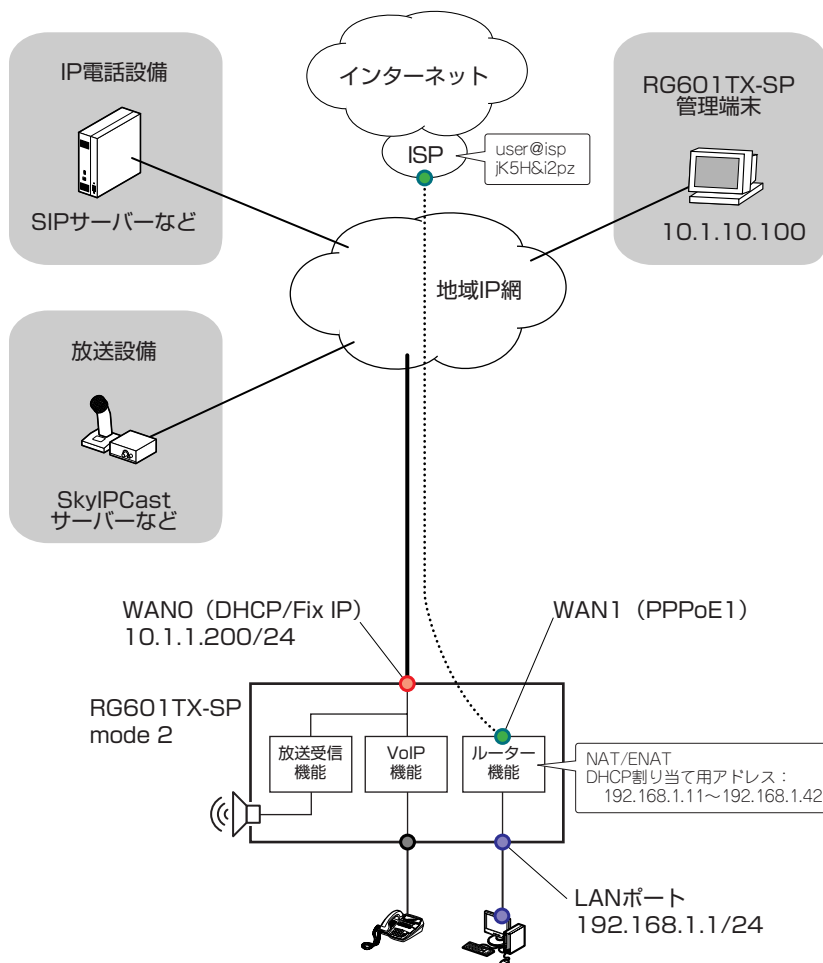 インターネット
ISP
user@isp
jK5H&i2pz
IP電話設備
SIPサーバーなど
RG601TX-SP
管理端末
10.1.10.100
地域IP網
放送設備
SkyIPCast
サーバーなど
WAN0（DHCP/Fix IP）
10.1.1.200/24
WAN1（PPPoE1）
RG601TX-SP
mode 2
放送受信
機能
VoIP
機能
ルーター
機能
NAT/ENAT
DHCP割り当て用アドレス：
192.168.1.11～192.168.1.42
LANポート
192.168.1.1/24